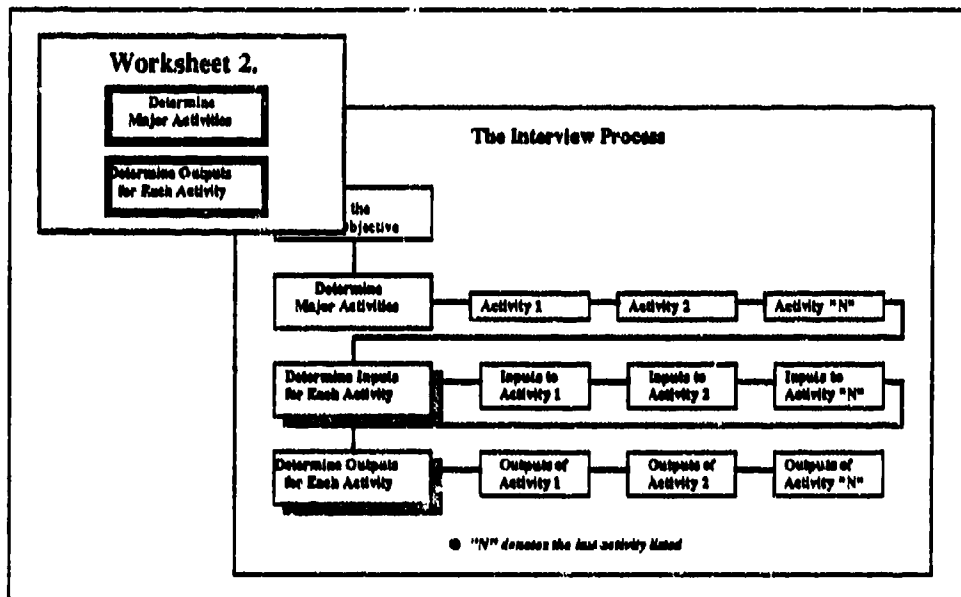 Worksheet 2.
Determine
Major Activities
Determine Outputs
for Each Activity
The Interview Process
the
bjective
Determine
Major Activities
Activity 1
Activity 2
Activity "N"
Determine Inputs
for Each Activity
Inputs to
Activity 1
Inputs to
Activity 2
Inputs to
Activity "N"
Determine Outputs
for Each Activity
Outputs of
Activity 1
Outputs of
Activity 2
Outputs of
Activity "N"
"N" denotes the last activity listed